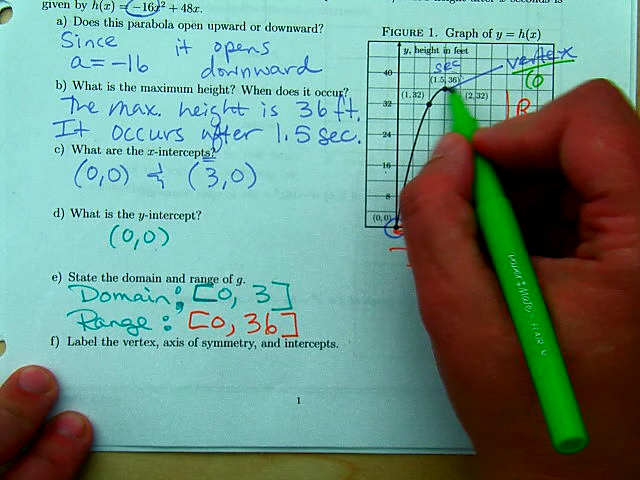 given by h(x) = −16x² + 48x.
a) Does this parabola open upward or downward?
Since it opens
a = −16 downward
b) What is the maximum height? When does it occur?
The max. height is 36 ft.
It occurs after 1.5 sec.
c) What are the x-intercepts?
(0,0) & (3,0)
d) What is the y-intercept?
(0,0)
e) State the domain and range of g.
Domain: [0, 3]
Range: [0, 36]
f) Label the vertex, axis of symmetry, and intercepts.
1
FIGURE 1. Graph of y = h(x)
y, height in feet
sec
vertex
(1.5, 36)
40
(1, 32)
(2, 32)
32
R
24
16
8
(0,0)